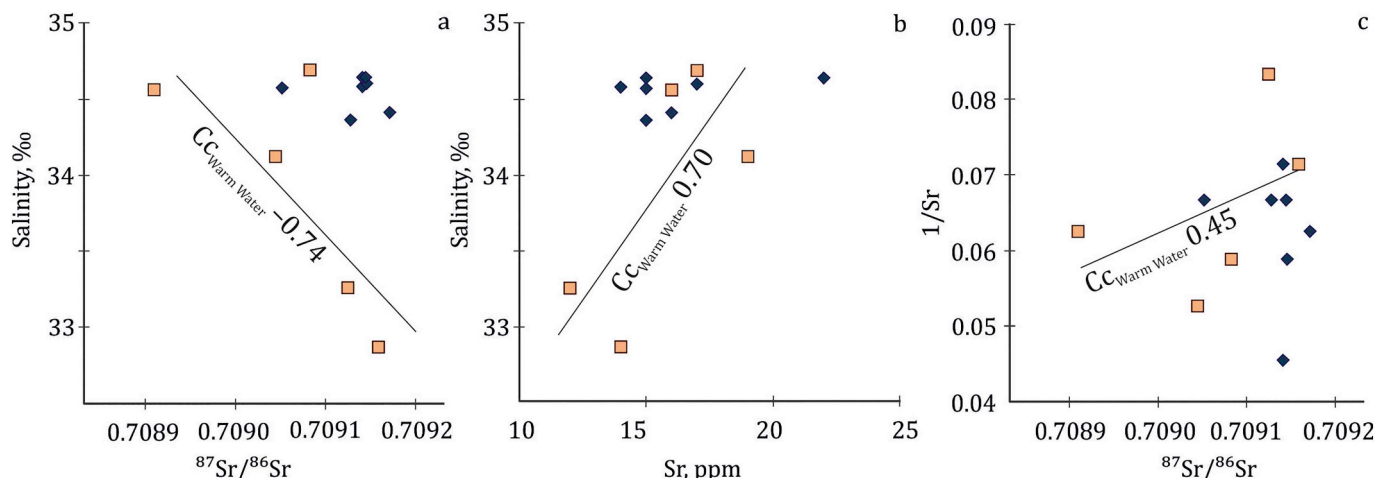 a
35
34
33
Salinity, ‰
Cc Warm Water –0.74
0.7089 0.7090 0.7091 0.7092
⁸⁷Sr/⁸⁶Sr
b
35
34
33
Salinity, ‰
Cc Warm Water 0.70
10 15 20 25
Sr, ppm
c
0.09
0.08
0.07
0.06
0.05
0.04
1/Sr
Cc Warm Water 0.45
0.7089 0.7090 0.7091 0.7092
⁸⁷Sr/⁸⁶Sr